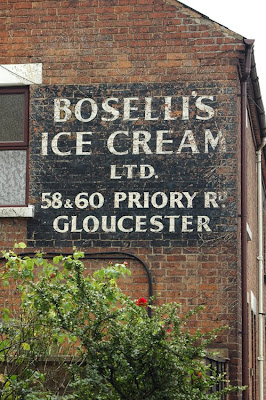 BOSELLI'S
ICE CREAM
LTD.
58 & 60 PRIORY RD
GLOUCESTER